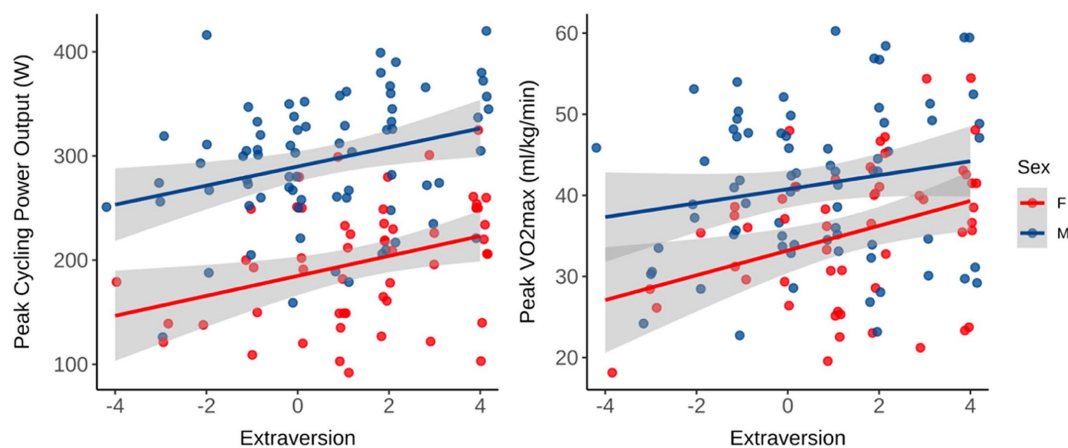 Peak Cycling Power Output (W)
400
300
200
100
-4 -2 0 2 4
Extraversion
Peak VO2max (ml/kg/min)
60
50
40
30
20
-4 -2 0 2 4
Extraversion
Sex
F
M